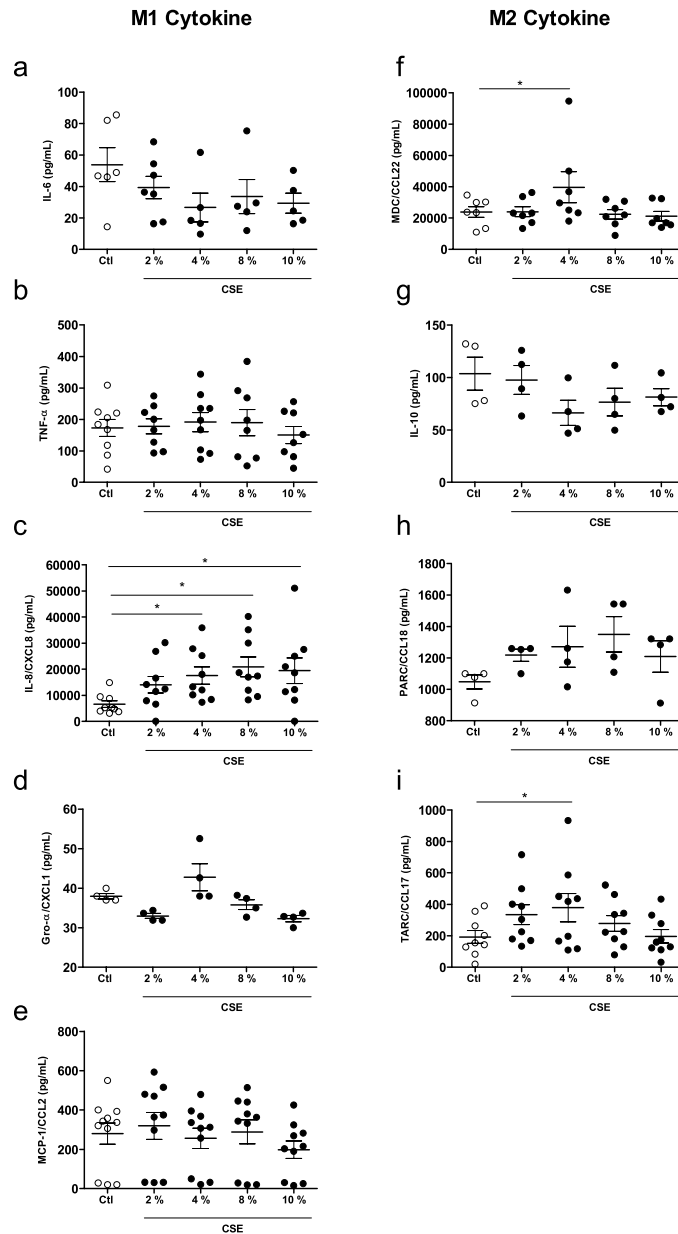 M1 Cytokine
M2 Cytokine
a
IL-6 (pg/mL)
100
80
60
40
20
0
Ctl 2 % 4 % 8 % 10 %
CSE
b
TNF-α (pg/mL)
500
400
300
200
100
0
Ctl 2 % 4 % 8 % 10 %
CSE
c
IL-8/CXCL8 (pg/mL)
60000
50000
40000
30000
20000
10000
0
*
*
*
Ctl 2 % 4 % 8 % 10 %
CSE
d
Gro-α/CXCL1 (pg/mL)
60
50
40
30
20
Ctl 2 % 4 % 8 % 10 %
CSE
e
MCP-1/CCL2 (pg/mL)
800
600
400
200
0
Ctl 2 % 4 % 8 % 10 %
CSE
f
MDC/CCL22 (pg/mL)
100000
80000
60000
40000
20000
0
*
Ctl 2 % 4 % 8 % 10 %
CSE
g
IL-10 (pg/mL)
150
100
50
0
Ctl 2 % 4 % 8 % 10 %
CSE
h
PARC/CCL18 (pg/mL)
1800
1600
1400
1200
1000
800
Ctl 2 % 4 % 8 % 10 %
CSE
i
TARC/CCL17 (pg/mL)
1000
800
600
400
200
0
*
Ctl 2 % 4 % 8 % 10 %
CSE